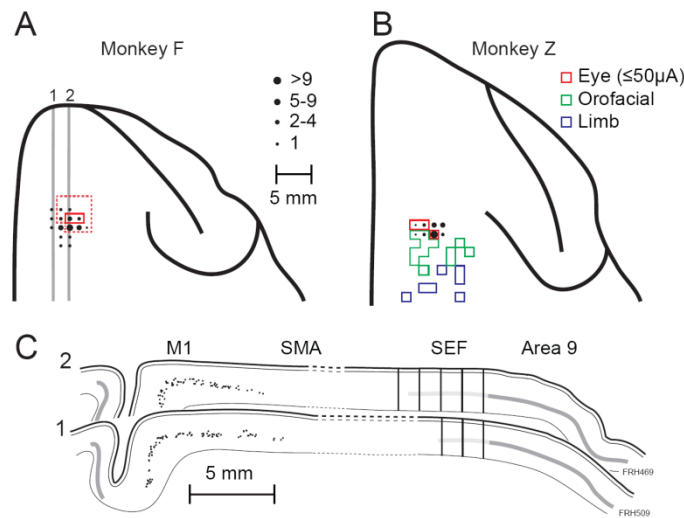 A
Monkey F
1 2
>9
5-9
2-4
1
5 mm
B
Monkey Z
Eye (≤50µA)
Orofacial
Limb
C
M1 SMA SEF Area 9
2
1
5 mm
FRH469
FRH509